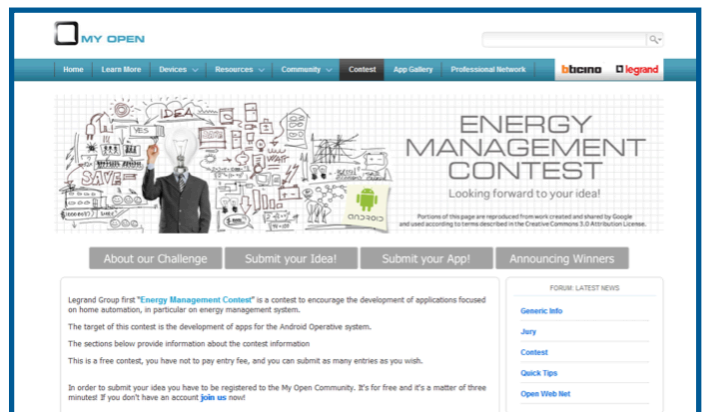 MY OPEN
Home Learn More Devices Resources Community Contest App Gallery Professional Network bticino legrand
IDEA
YES
SAVE=
WAR
ENERGY
MANAGEMENT
CONTEST
Looking forward to your idea!
ANDROID
Portions of this page are reproduced from work created and shared by Google
and used according to terms described in the Creative Commons 3.0 Attribution License.
About our Challenge Submit your Idea! Submit your App! Announcing Winners
Legrand Group first "Energy Management Contest" is a contest to encourage the development of applications focused
on home automation, in particular on energy management system.
The target of this contest is the development of apps for the Android Operative system.
The sections below provide information about the contest information
This is a free contest, you have not to pay entry fee, and you can submit as many entries as you wish.
In order to submit your idea you have to be registered to the My Open Community. It's for free and it's a matter of three
minutes! If you don't have an account join us now!
FORUM: LATEST NEWS
Generic Info
Jury
Contest
Quick Tips
Open Web Net